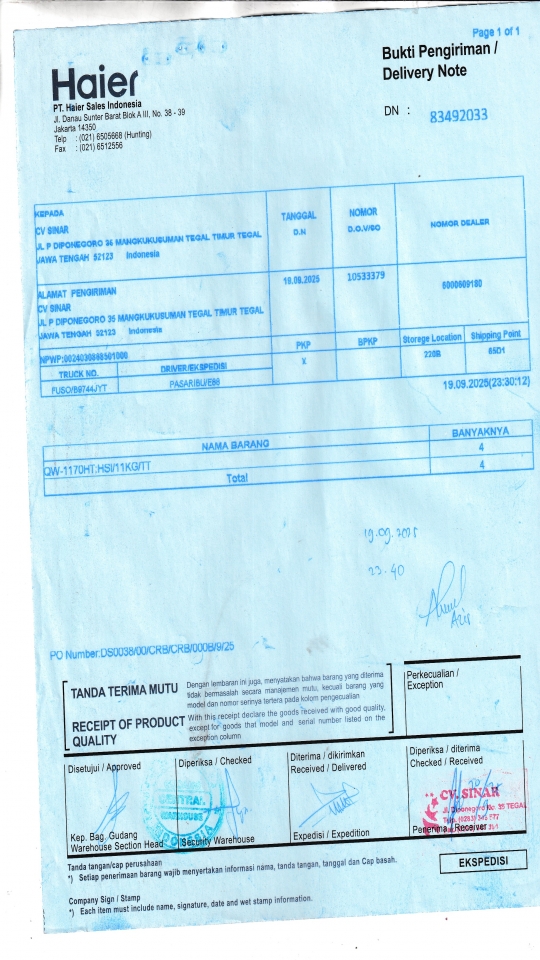 Page 1 of 1
Bukti Pengiriman /
Delivery Note
Haier
PT. Haier Sales Indonesia
Jl. Danau Sunter Barat Blok A III, No. 38 - 39
Jakarta 14350
Telp : (021) 6505668 (Hunting)
Fax : (021) 6512556
DN : 83492033
KEPADA
CV SINAR
JL P DIPONEGORO 35 MANGKUKUSUMAN TEGAL TIMUR TEGAL
JAWA TENGAH 52123 Indonesia
TANGGAL
D.N
NOMOR
D.O.V/SO
NOMOR DEALER
ALAMAT PENGIRIMAN
CV SINAR
JL P DIPONEGORO 35 MANGKUKUSUMAN TEGAL TIMUR TEGAL
JAWA TENGAH 52123 Indonesia
19.09.2025
10533379
NPWP:
PKP
BPKP
Storege Location
Shipping Point
TRUCK NO.
DRIVER/EKSPEDISI
X
220B
65D1
FUSO/B9744JYT
PASARIBU/E86
19.09.2025(23:30:12)
NAMA BARANG
BANYAKNYA
QW-1170HT.HSI/11KG/TT
4
Total
4
19.09.2025
23.40
Azis
PO Number:DS0038/00/CRB/CRB/000B/9/25
TANDA TERIMA MUTU
Dengan lembaran ini juga, menyatakan bahwa barang yang diterima
tidak bermasalah secara manajemen mutu, kecuali barang yang
model dan nomor serinya tertera pada kolom pengecualian
RECEIPT OF PRODUCT
QUALITY
With this receipt declare the goods received with good quality,
except for goods that model and serial number listed on the
exception column
Perkecualian /
Exception
Disetujui / Approved
Diperiksa / Checked
Diterima / dikirimkan
Received / Delivered
Diperiksa / diterima
Checked / Received
CENTRAL
WAREHOUSE
CV. SINAR
Jl. Diponegoro No. 35 TEGAL
Kep. Bag. Gudang
Warehouse Section Head
Security Warehouse
Expedisi / Expedition
Penerima / Receiver
Tanda tangan/cap perusahaan
*) Setiap penerimaan barang wajib menyertakan informasi nama, tanda tangan, tanggal dan Cap basah.
EKSPEDISI
Company Sign / Stamp
*) Each item must include name, signature, date and wet stamp information.